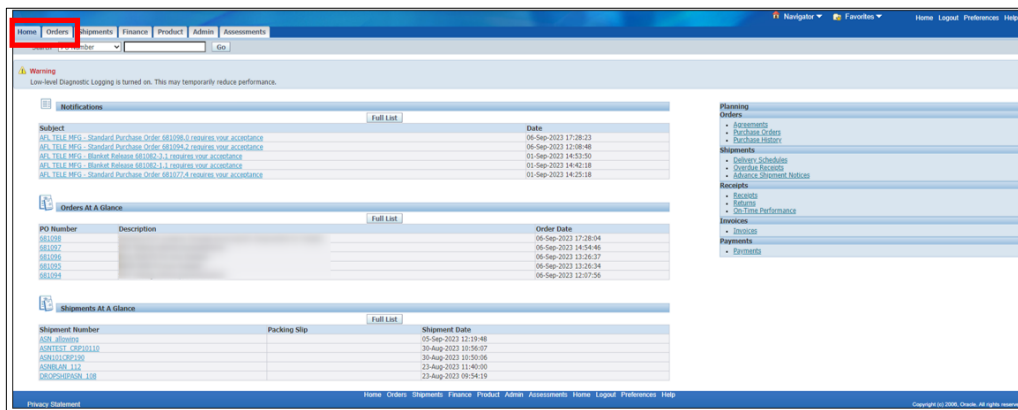 Navigator Favorites Home Logout Preferences Help
Home Orders Shipments Finance Product Admin Assessments
Search PO Number Go
Warning
Low-level Diagnostic Logging is turned on. This may temporarily reduce performance.
Notifications
Full List
Subject Date
AFL TELE MFG - Standard Purchase Order 681098,0 requires your acceptance 06-Sep-2023 17:28:23
AFL TELE MFG - Standard Purchase Order 681094,2 requires your acceptance 06-Sep-2023 12:08:48
AFL TELE MFG - Blanket Release 681082-3,1 requires your acceptance 01-Sep-2023 14:53:50
AFL TELE MFG - Blanket Release 681082-1,1 requires your acceptance 01-Sep-2023 14:42:18
AFL TELE MFG - Standard Purchase Order 681077,4 requires your acceptance 01-Sep-2023 14:25:18
Orders At A Glance
Full List
PO Number Description Order Date
681098 06-Sep-2023 17:28:04
681097 06-Sep-2023 14:54:46
681096 06-Sep-2023 13:26:37
681095 06-Sep-2023 13:26:34
681094 06-Sep-2023 12:07:56
Shipments At A Glance
Full List
Shipment Number Packing Slip Shipment Date
ASN_allowins 05-Sep-2023 12:19:48
ASNTEST_CRP10110 30-Aug-2023 10:56:07
ASN101CRP190 30-Aug-2023 10:50:06
ASNBLAN_112 23-Aug-2023 11:40:00
DROPSHIPASN_108 23-Aug-2023 09:54:19
Planning
Orders
Agreements
Purchase Orders
Purchase History
Shipments
Delivery Schedules
Overdue Receipts
Advance Shipment Notices
Receipts
Receipts
Returns
On-Time Performance
Invoices
Invoices
Payments
Payments
Home Orders Shipments Finance Product Admin Assessments Home Logout Preferences Help
Privacy Statement Copyright (c) 2006, Oracle. All rights reserved